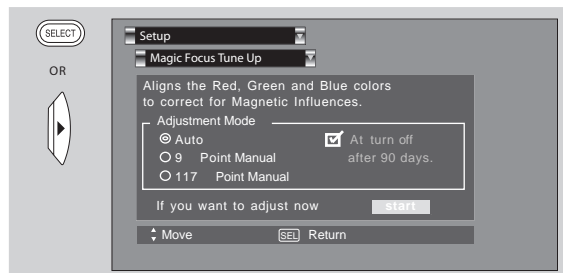 SELECT
OR
Setup
Magic Focus Tune Up
Aligns the Red, Green and Blue colors
to correct for Magnetic Influences.
Adjustment Mode
Auto
At turn off
9 Point Manual
after 90 days.
117 Point Manual
If you want to adjust now start
Move SEL Return